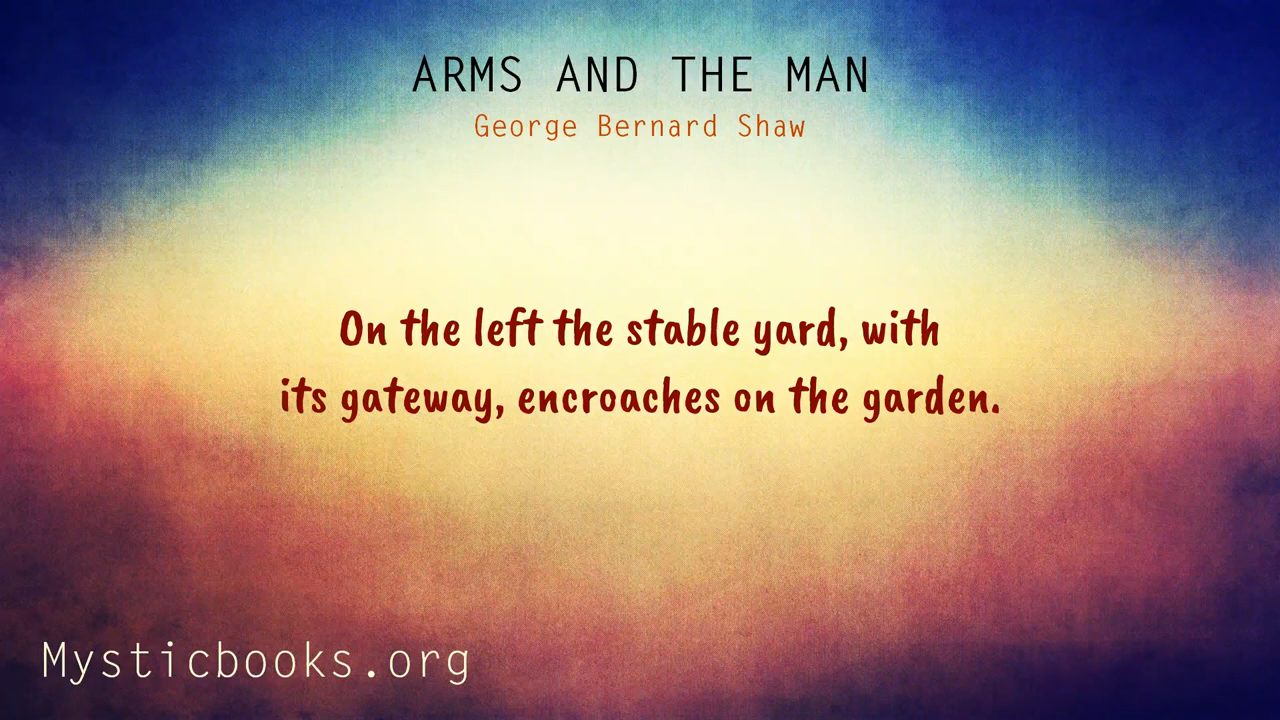 ARMS AND THE MAN
George Bernard Shaw
On the left the stable yard, with
its gateway, encroaches on the garden.
Mysticbooks.org